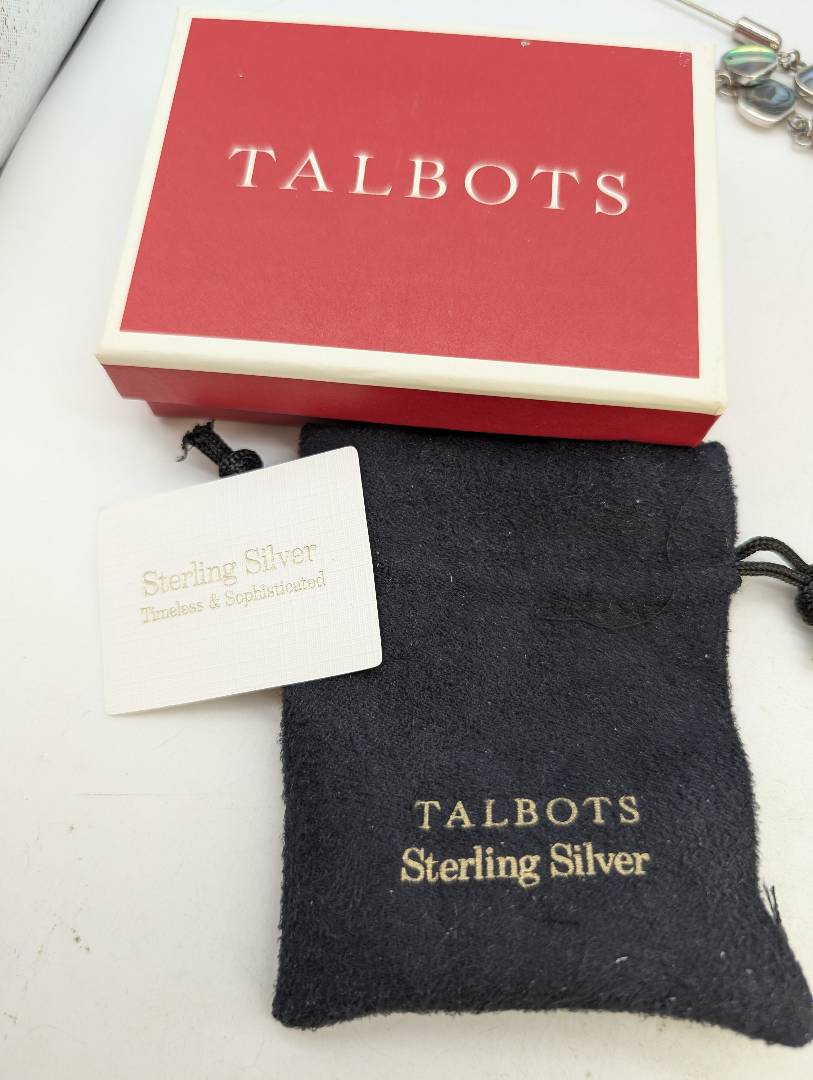 TALBOTS
Sterling Silver
Timeless & Sophisticated
TALBOTS
Sterling Silver